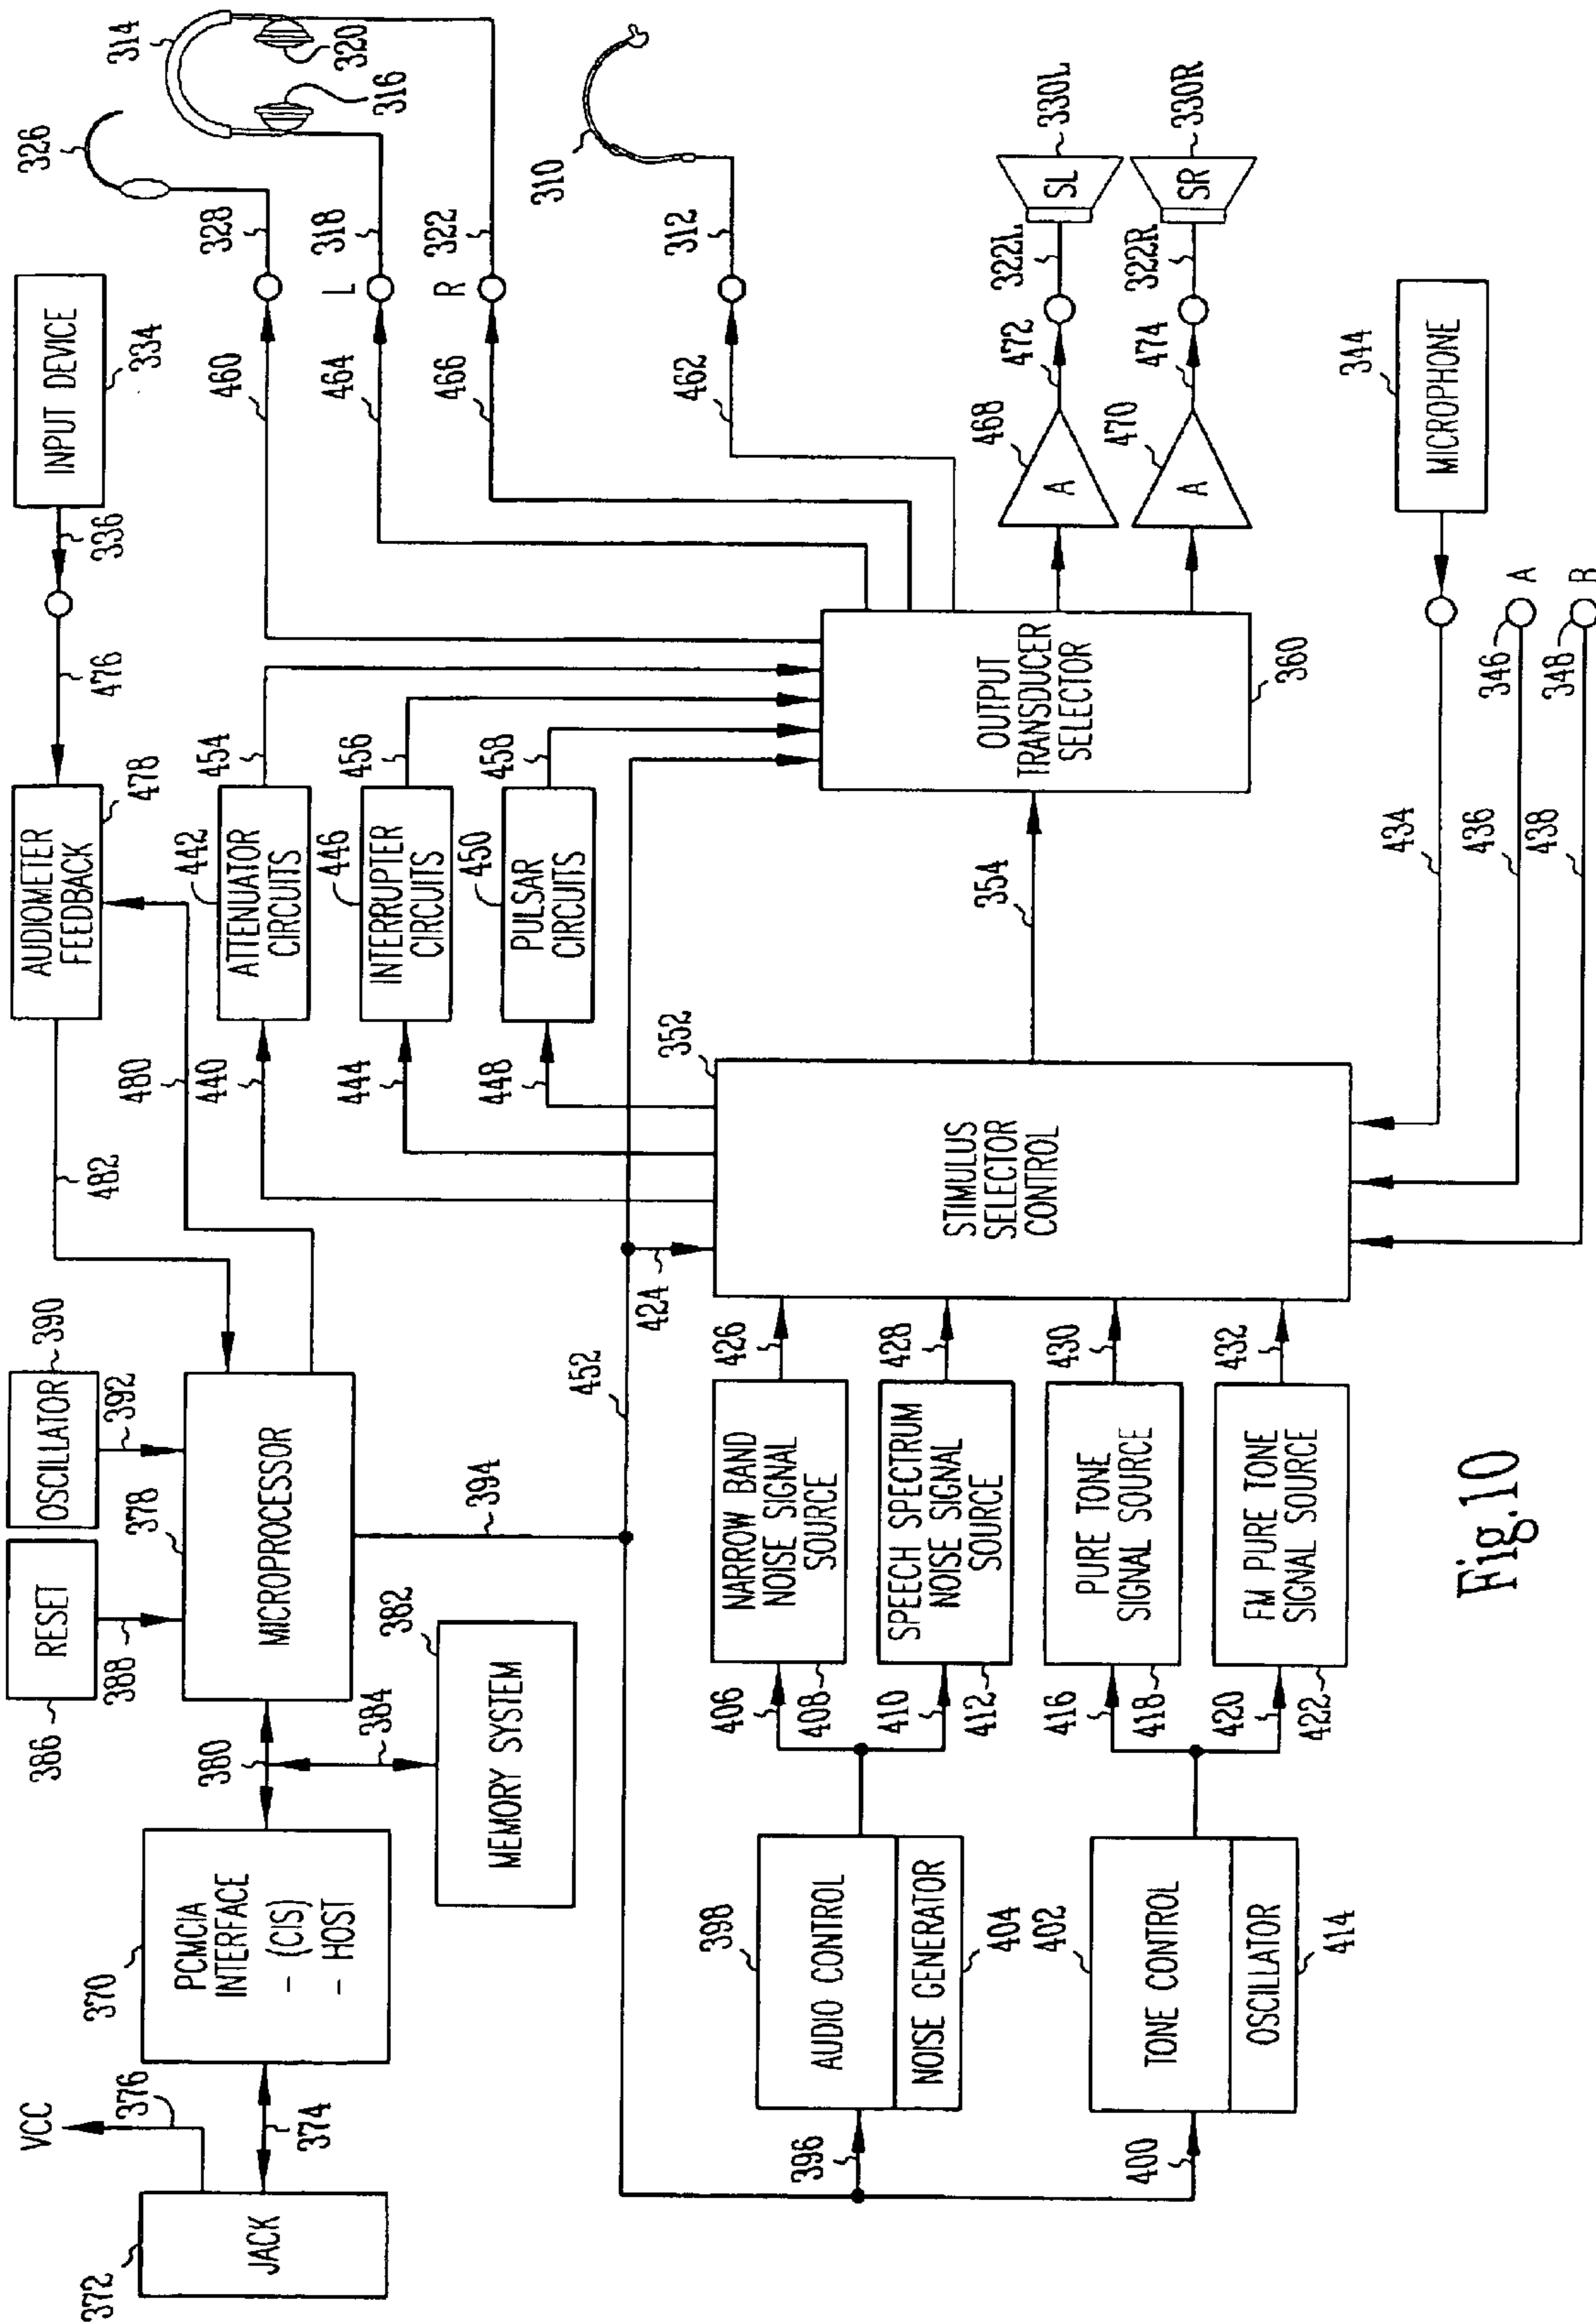 INPUT DEVICE
334
336
476
AUDIOMETER
FEEDBACK
478
482
480
OSCILLATOR
390
392
RESET
386
388
378
MICROPROCESSOR
394
380
384
382
MEMORY SYSTEM
370
PCMCIA
INTERFACE
- (CIS)
- HOST
VCC
376
374
372
JACK
326
314
320
316
328
L
318
R
322
310
312
460
464
466
462
440
442
ATTENUATOR
CIRCUITS
454
444
446
INTERRUPTER
CIRCUITS
456
448
450
PULSAR
CIRCUITS
458
452
424
352
STIMULUS
SELECTOR
CONTROL
354
OUTPUT
TRANSDUCER
SELECTOR
360
468
A
472
322L
SL
330L
470
A
474
322R
SR
330R
344
MICROPHONE
434
346
A
436
348
B
438
398
AUDIO CONTROL
NOISE GENERATOR
404
396
402
TONE CONTROL
OSCILLATOR
414
400
406
408
NARROW BAND
NOISE SIGNAL
SOURCE
426
410
412
SPEECH SPECTRUM
NOISE SIGNAL
SOURCE
428
416
418
PURE TONE
SIGNAL SOURCE
430
420
422
FM PURE TONE
SIGNAL SOURCE
432
Fig.10